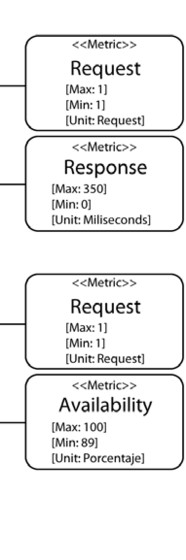 <<Metric>>
Request
[Max: 1]
[Min: 1]
[Unit: Request]
<<Metric>>
Response
[Max: 350]
[Min: 0]
[Unit: Miliseconds]
<<Metric>>
Request
[Max: 1]
[Min: 1]
[Unit: Request]
<<Metric>>
Availability
[Max: 100]
[Min: 89]
[Unit: Porcentaje]